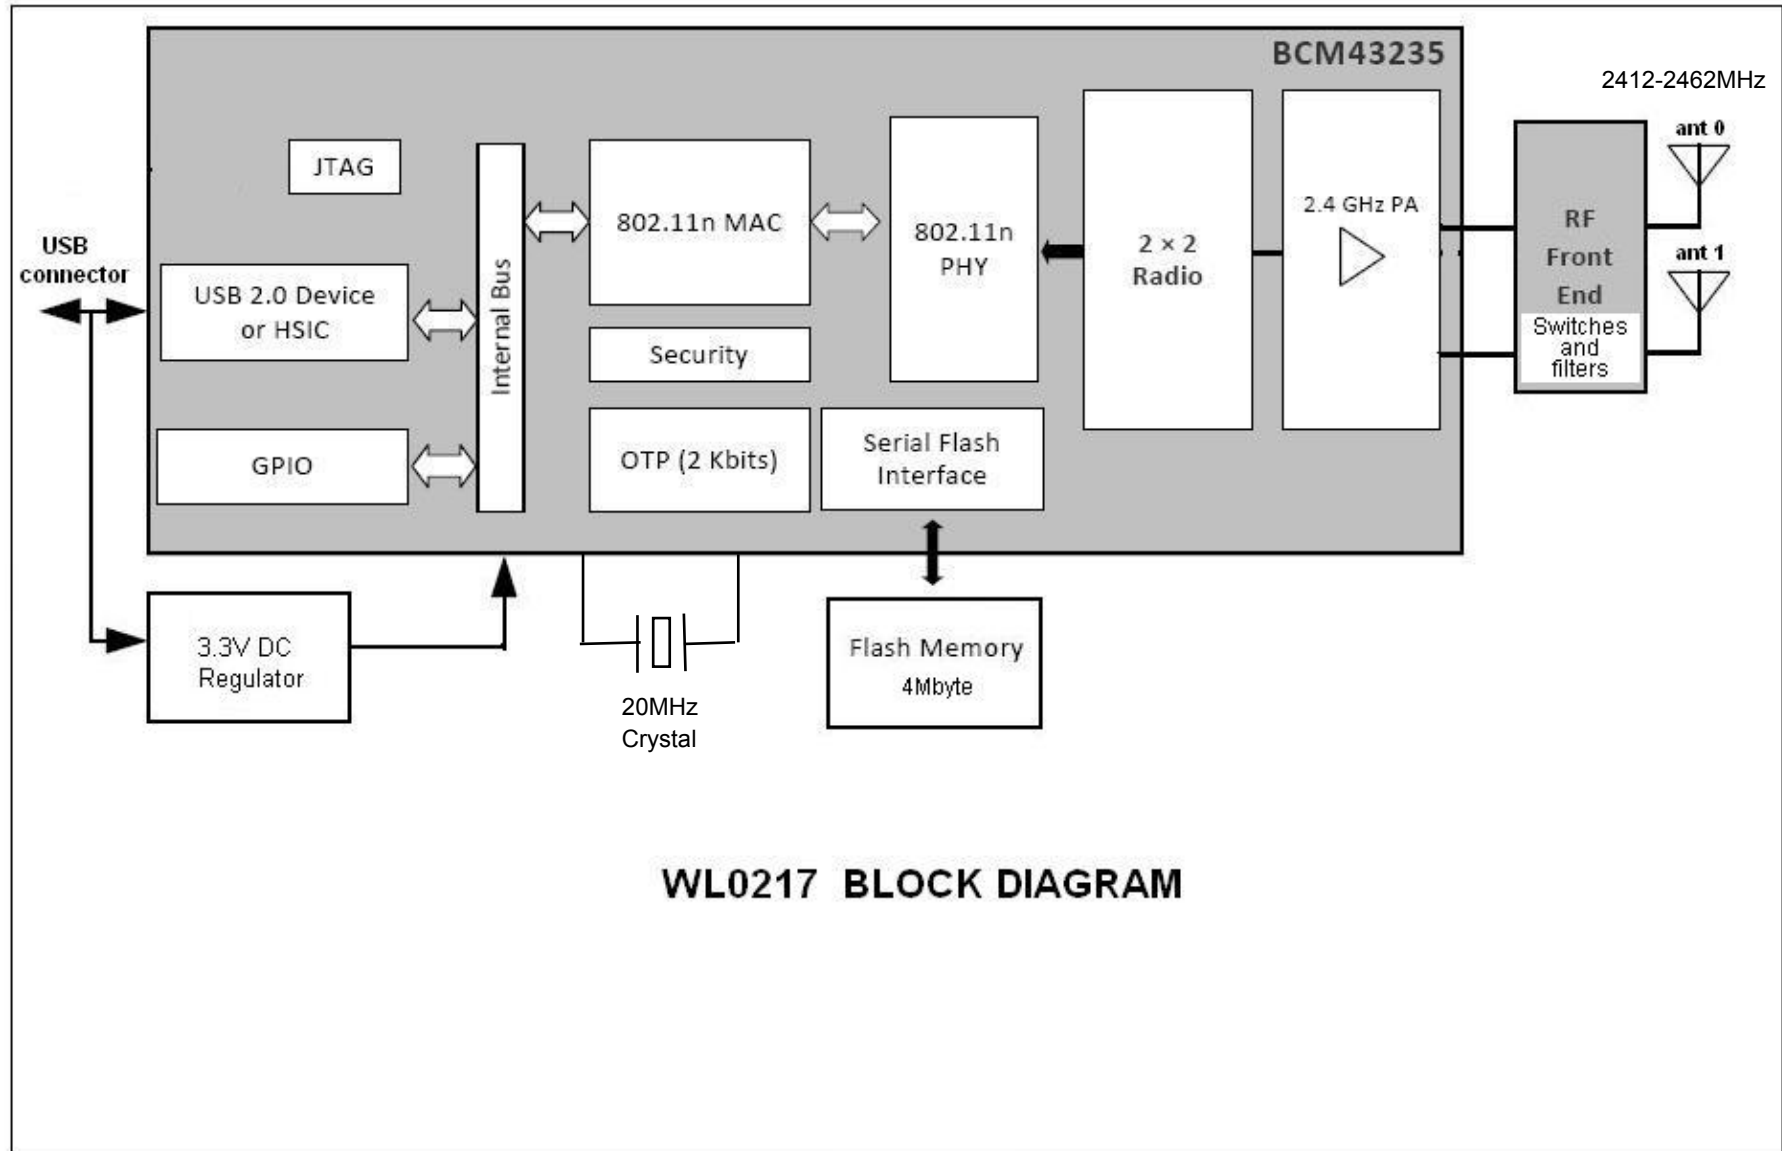 BCM43235
2412-2462MHz
ant 0
JTAG
802.11n MAC
802.11n
PHY
2 × 2
Radio
2.4 GHz PA
RF
Front
End
Switches
and
filters
ant 1
USB
connector
USB 2.0 Device
or HSIC
Internal Bus
Security
GPIO
OTP (2 Kbits)
Serial Flash
Interface
3.3V DC
Regulator
20MHz
Crystal
Flash Memory
4Mbyte
WL0217 BLOCK DIAGRAM